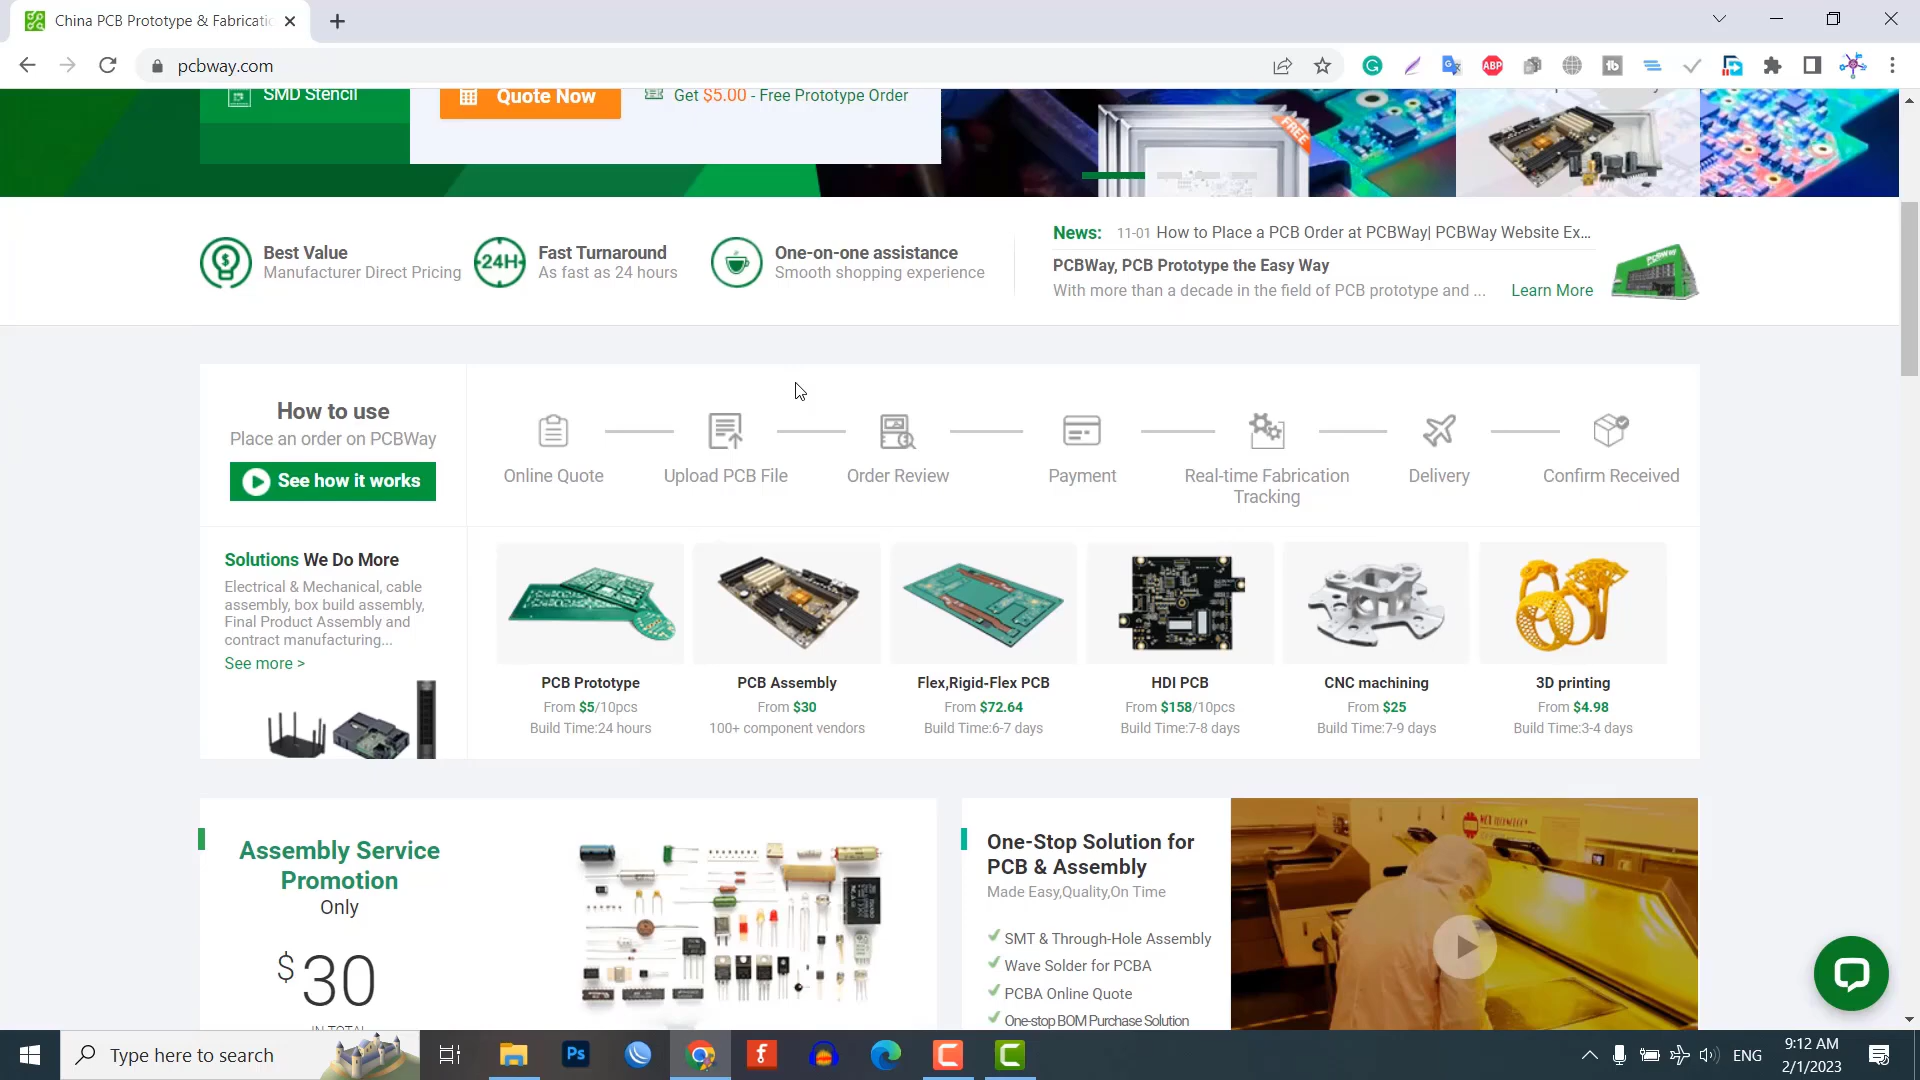 China PCB Prototype & Fabricatio
pcbway.com
SMD Stencil
Quote Now
Get $5.00 - Free Prototype Order
FREE
Best Value
Manufacturer Direct Pricing
24H
Fast Turnaround
As fast as 24 hours
One-on-one assistance
Smooth shopping experience
News: 11-01 How to Place a PCB Order at PCBWay| PCBWay Website Ex...
PCBWay, PCB Prototype the Easy Way
With more than a decade in the field of PCB prototype and ... Learn More
How to use
Place an order on PCBWay
See how it works
Online Quote
Upload PCB File
Order Review
Payment
Real-time Fabrication
Tracking
Delivery
Confirm Received
Solutions We Do More
Electrical & Mechanical, cable
assembly, box build assembly,
Final Product Assembly and
contract manufacturing...
See more >
PCB Prototype
From $5/10pcs
Build Time:24 hours
PCB Assembly
From $30
100+ component vendors
Flex,Rigid-Flex PCB
From $72.64
Build Time:6-7 days
HDI PCB
From $158/10pcs
Build Time:7-8 days
CNC machining
From $25
Build Time:7-9 days
3D printing
From $4.98
Build Time:3-4 days
Assembly Service
Promotion
Only
$30
IN TOTAL
One-Stop Solution for
PCB & Assembly
Made Easy,Quality,On Time
SMT & Through-Hole Assembly
Wave Solder for PCBA
PCBA Online Quote
One-stop BOM Purchase Solution
Type here to search
ENG
9:12 AM
2/1/2023